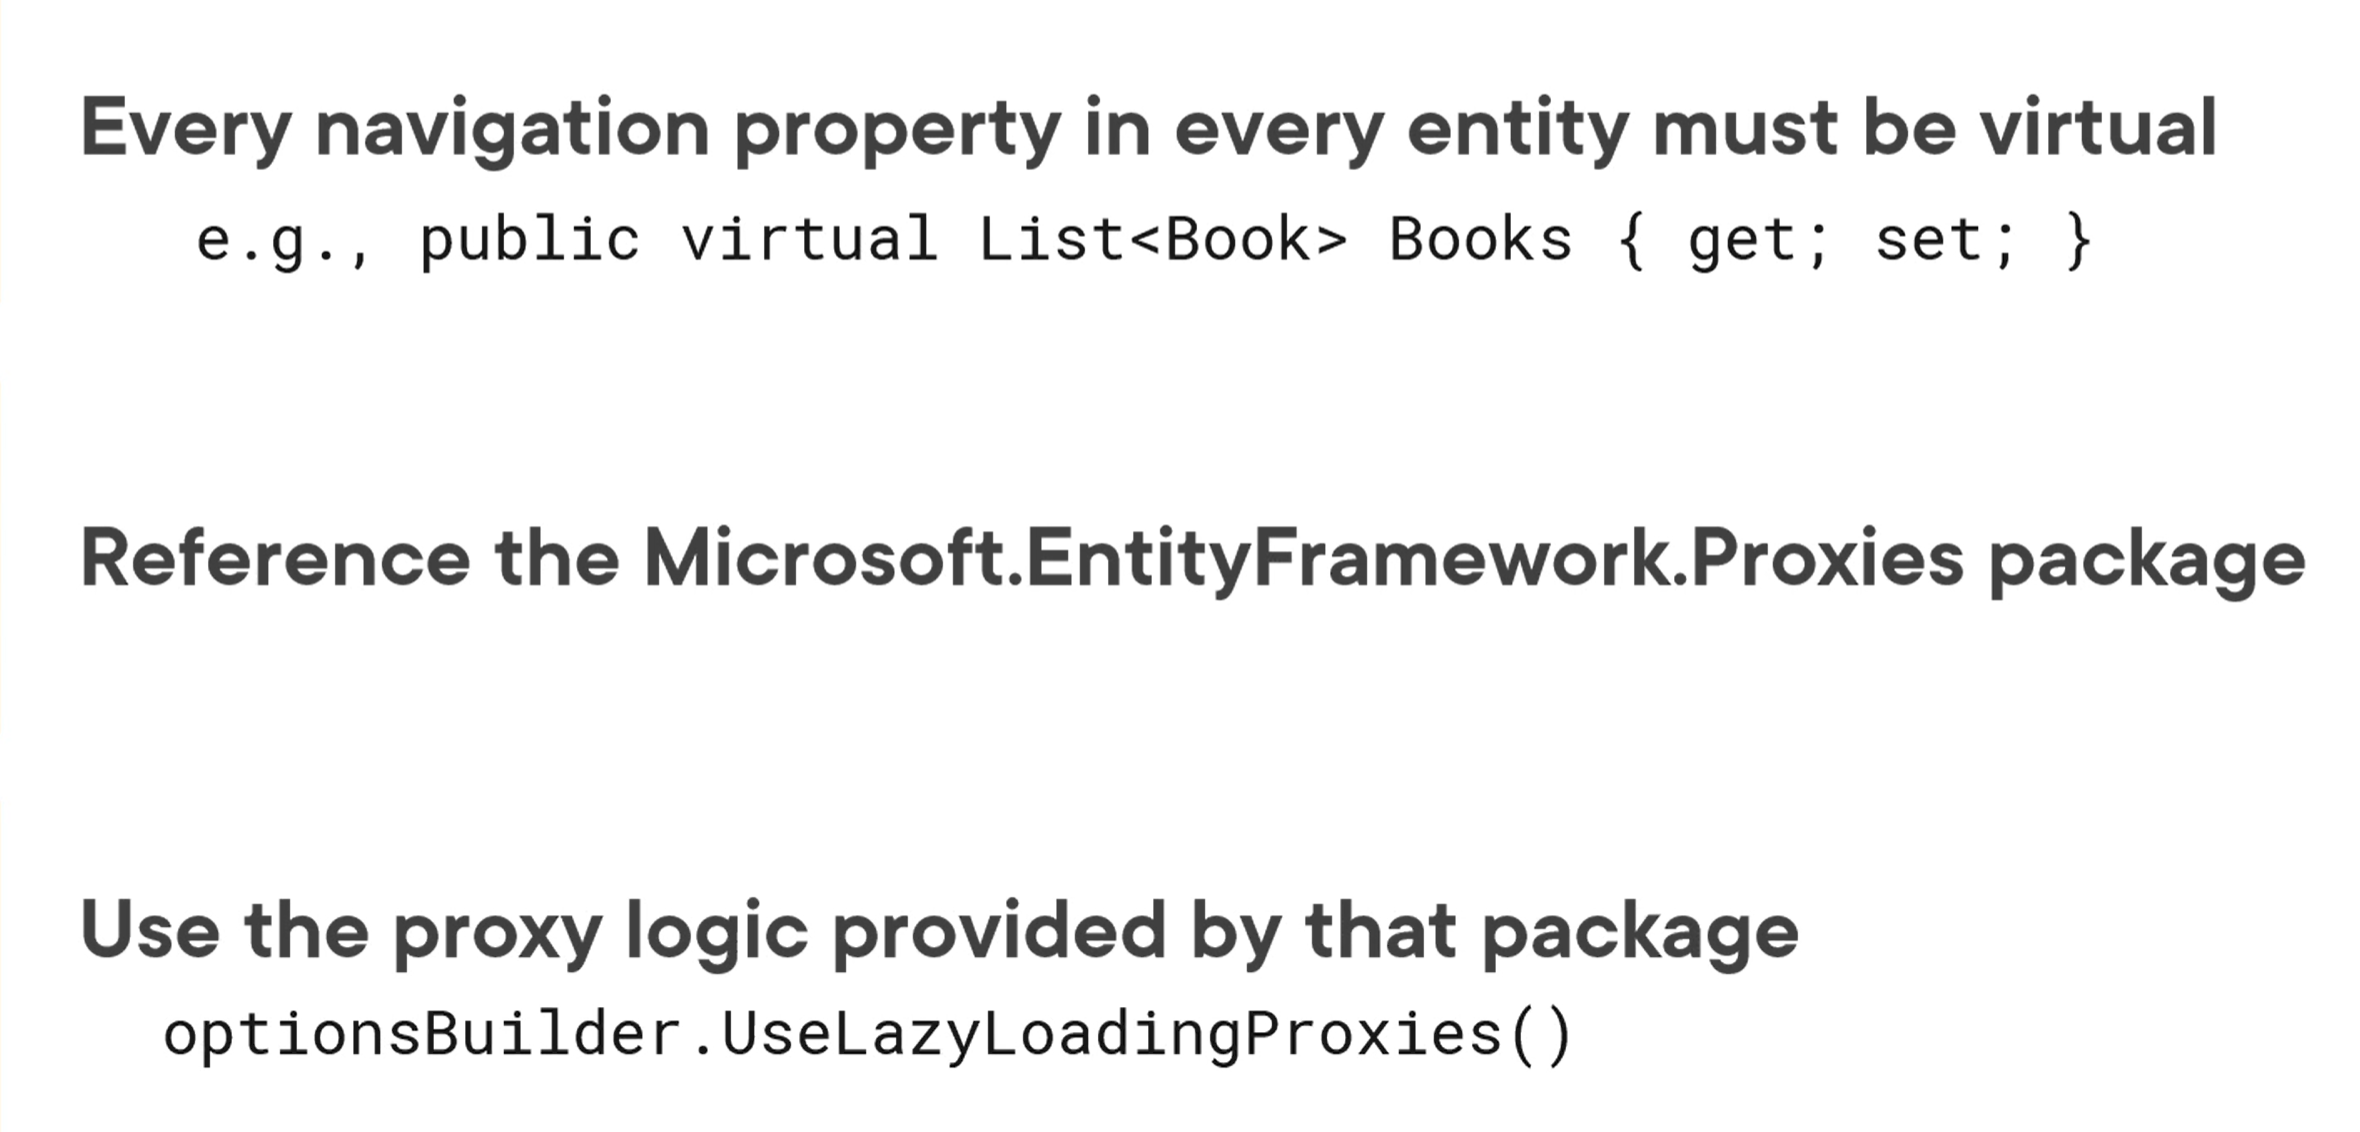 Every navigation property in every entity must be virtual
e.g., public virtual List<Book> Books { get; set; }
Reference the Microsoft.EntityFramework.Proxies package
Use the proxy logic provided by that package
optionsBuilder.UseLazyLoadingProxies()